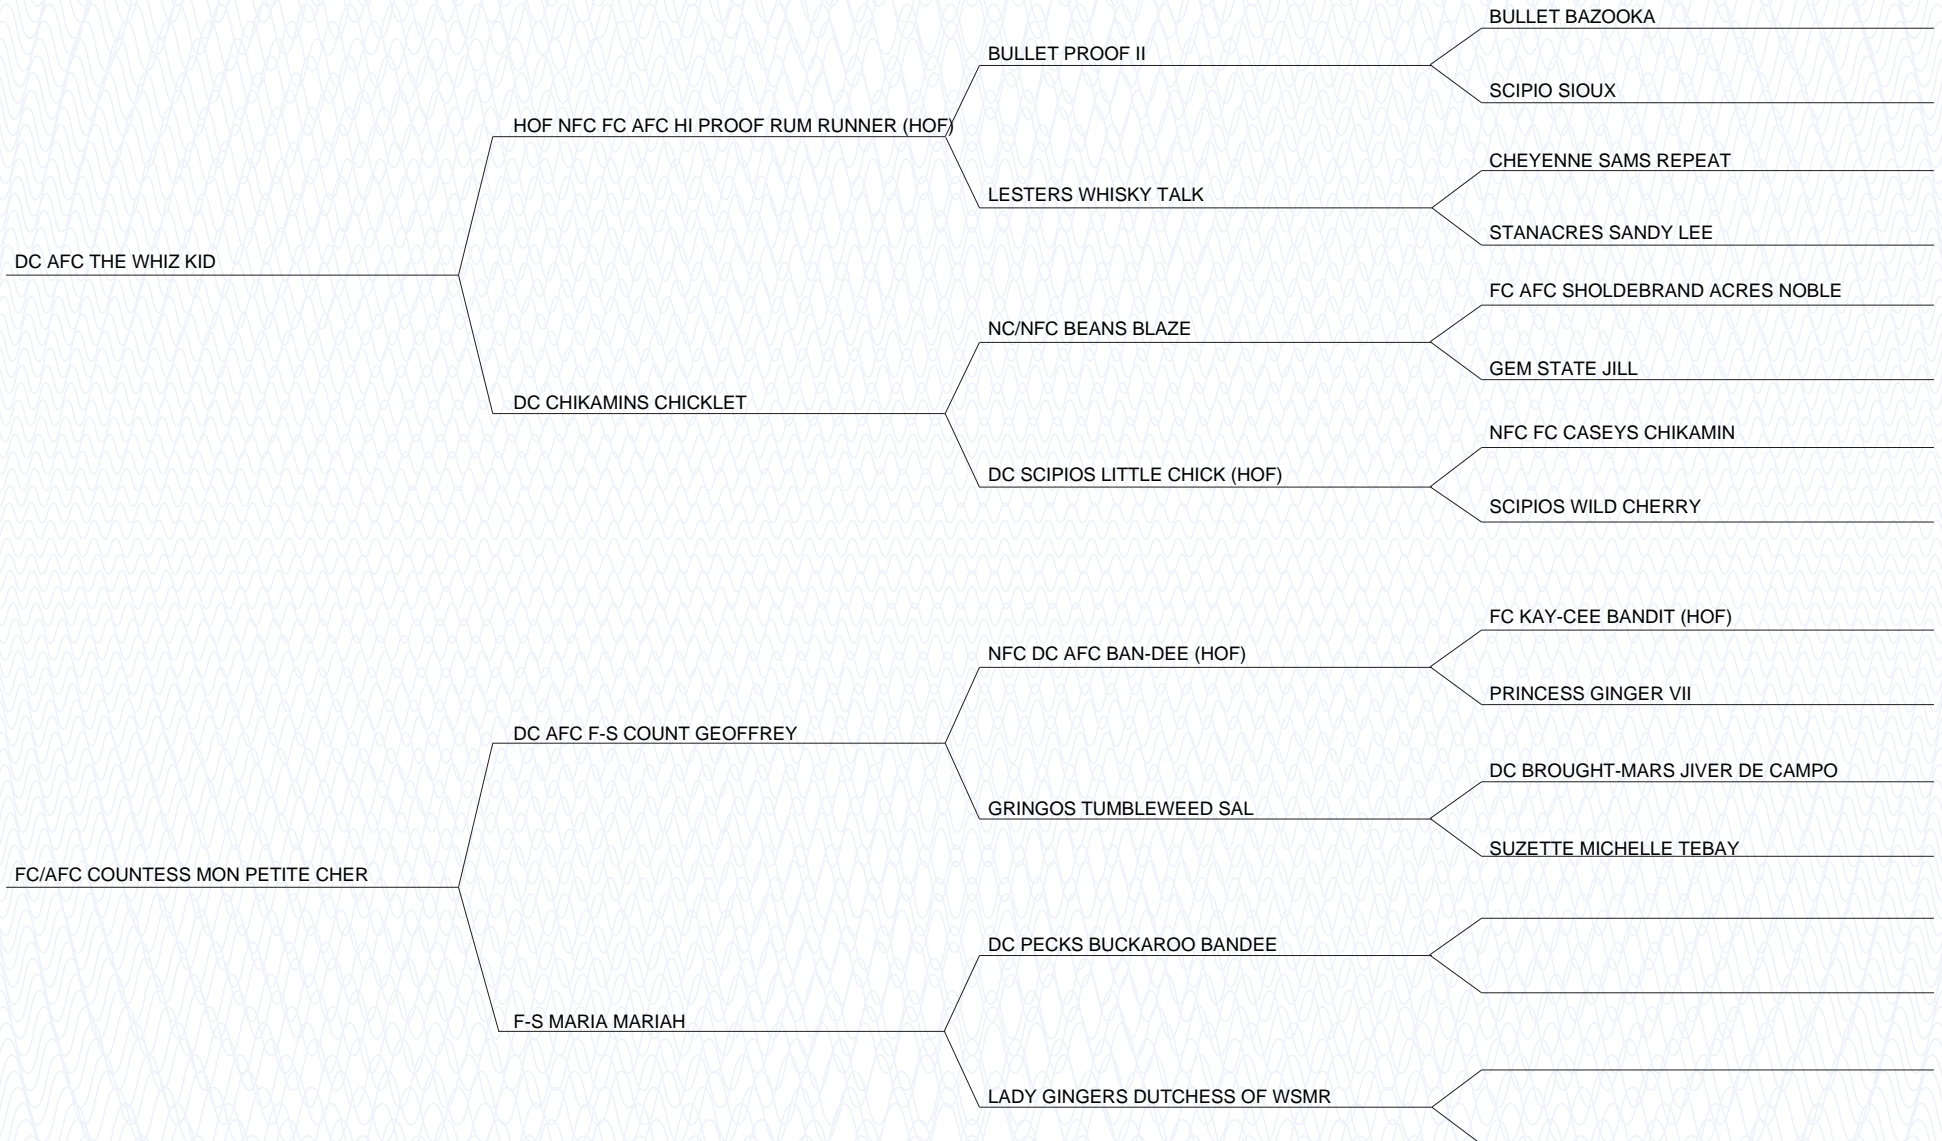 BULLET BAZOOKA
BULLET PROOF II
SCIPIO SIOUX
HOF NFC FC AFC HI PROOF RUM RUNNER (HOF)
CHEYENNE SAMS REPEAT
LESTERS WHISKY TALK
STANACRES SANDY LEE
DC AFC THE WHIZ KID
FC AFC SHOLDEBRAND ACRES NOBLE
NC/NFC BEANS BLAZE
GEM STATE JILL
DC CHIKAMINS CHICKLET
NFC FC CASEYS CHIKAMIN
DC SCIPIOS LITTLE CHICK (HOF)
SCIPIOS WILD CHERRY
FC KAY-CEE BANDIT (HOF)
NFC DC AFC BAN-DEE (HOF)
PRINCESS GINGER VII
DC AFC F-S COUNT GEOFFREY
DC BROUGHT-MARS JIVER DE CAMPO
GRINGOS TUMBLEWEED SAL
SUZETTE MICHELLE TEBAY
FC/AFC COUNTESS MON PETITE CHER
DC PECKS BUCKAROO BANDEE
F-S MARIA MARIAH
LADY GINGERS DUTCHESS OF WSMR